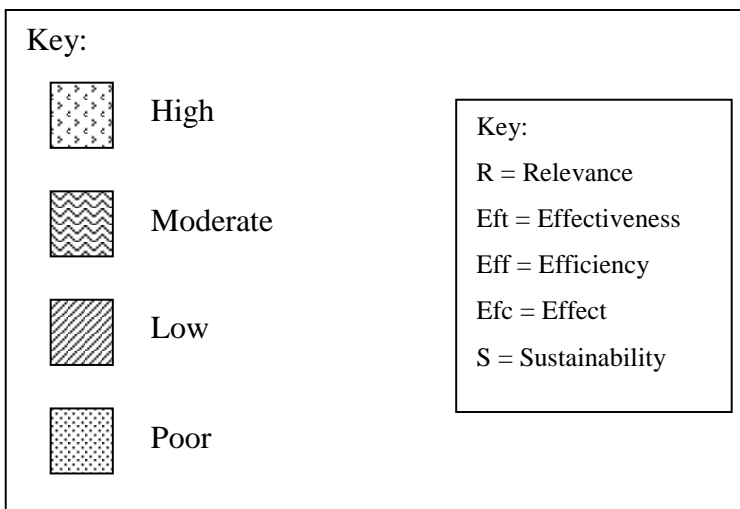 Key:
High
Moderate
Low
Poor
Key:
R = Relevance
Eft = Effectiveness
Eff = Efficiency
Efc = Effect
S = Sustainability